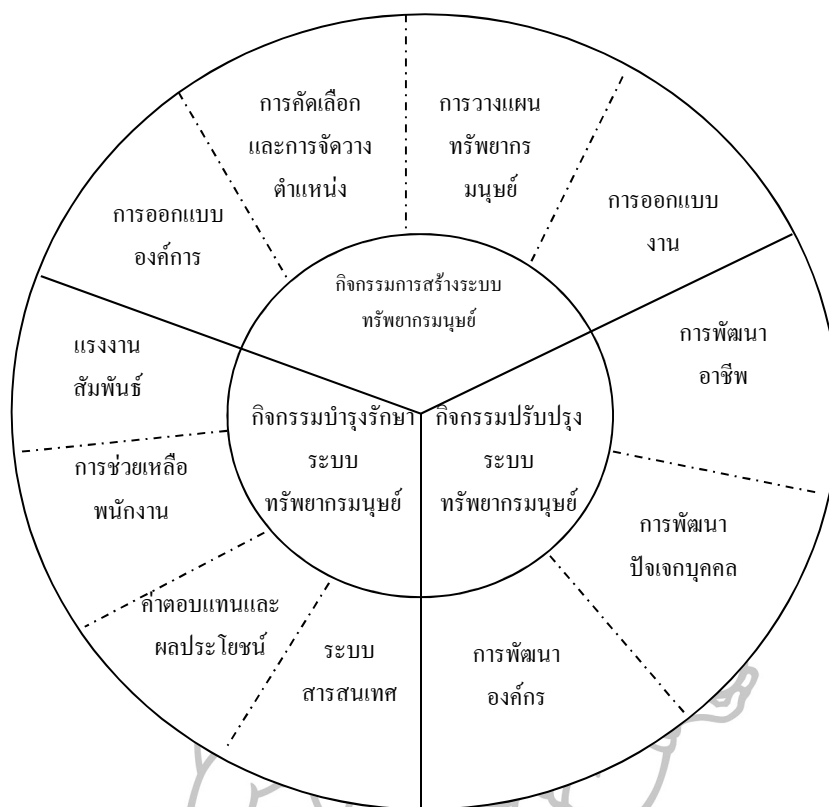 การคัดเลือก
และการจัดวาง
ตำแหน่ง
การวางแผน
ทรัพยากร
มนุษย์
การออกแบบ
งาน
การออกแบบ
องค์การ
กิจกรรมการสร้างระบบ
ทรัพยากรมนุษย์
แรงงาน
สัมพันธ์
การพัฒนา
อาชีพ
กิจกรรมบำรุงรักษา
ระบบ
ทรัพยากรมนุษย์
กิจกรรมปรับปรุง
ระบบ
ทรัพยากรมนุษย์
การช่วยเหลือ
พนักงาน
การพัฒนา
ปัจเจกบุคคล
ค่าตอบแทนและ
ผลประโยชน์
ระบบ
สารสนเทศ
การพัฒนา
องค์กร